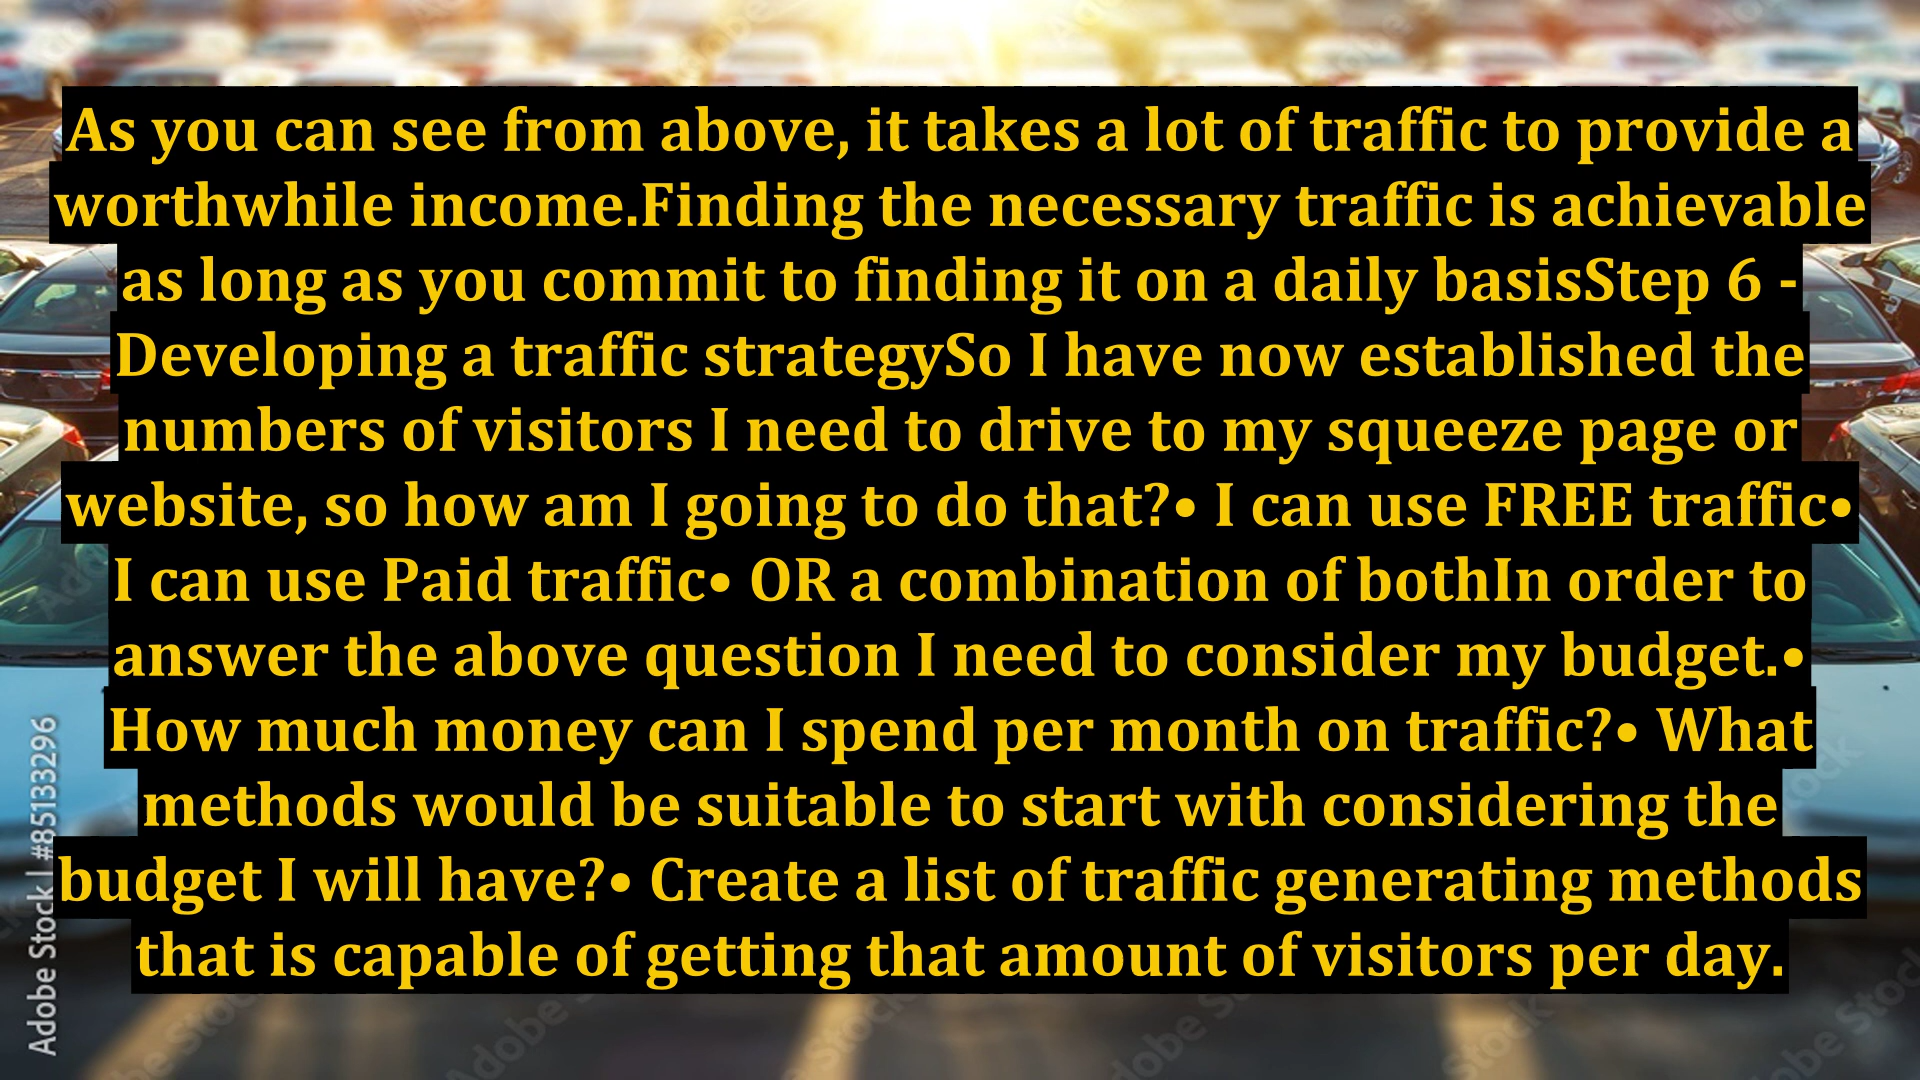 As you can see from above, it takes a lot of traffic to provide a
worthwhile income.Finding the necessary traffic is achievable
as long as you commit to finding it on a daily basisStep 6 -
Developing a traffic strategySo I have now established the
numbers of visitors I need to drive to my squeeze page or
website, so how am I going to do that?• I can use FREE traffic•
I can use Paid traffic• OR a combination of bothIn order to
answer the above question I need to consider my budget.•
How much money can I spend per month on traffic?• What
methods would be suitable to start with considering the
budget I will have?• Create a list of traffic generating methods
that is capable of getting that amount of visitors per day.
Adobe Stock | #85133296